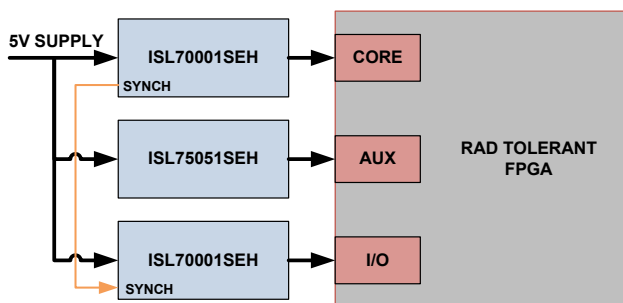 5V SUPPLY
ISL70001SEH
SYNCH
CORE
ISL75051SEH
AUX
RAD TOLERANT
FPGA
ISL70001SEH
SYNCH
I/O